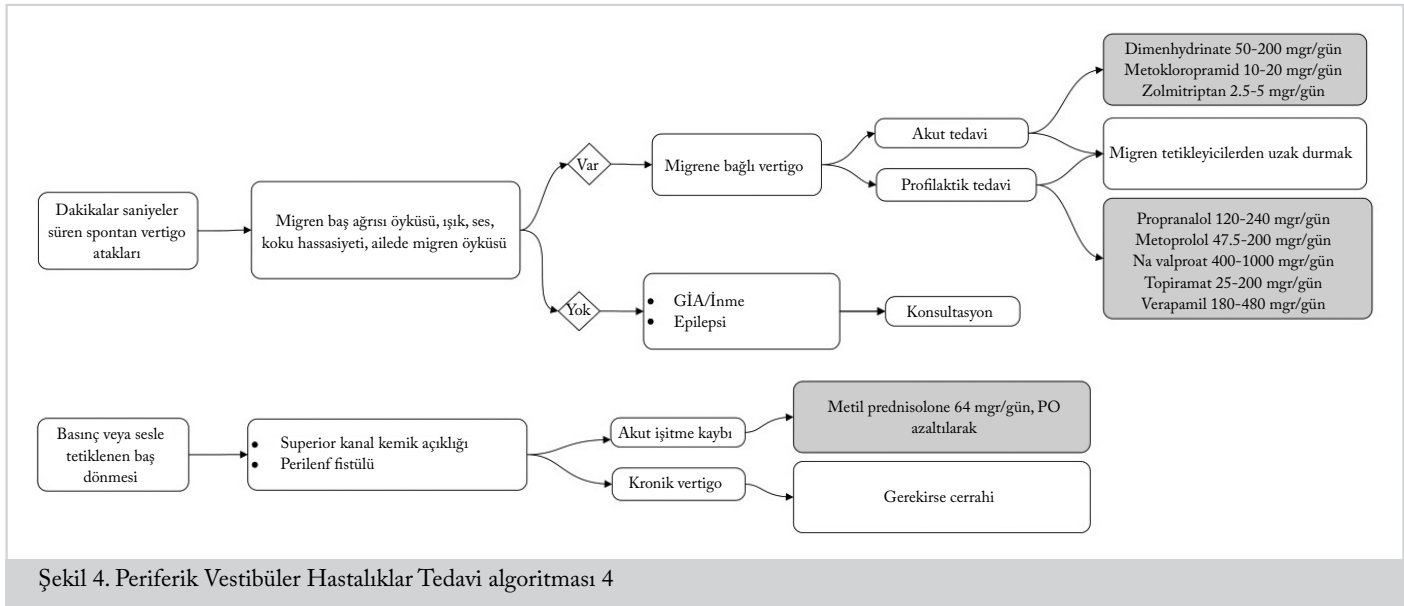 Dakikalar saniyeler
süren spontan vertigo
atakları
Migren baş ağrısı öyküsü, ışık, ses,
koku hassasiyeti, ailede migren öyküsü
Var
Migrene bağlı vertigo
Akut tedavi
Profilaktik tedavi
Dimenhydrinate 50-200 mgr/gün
Metokloropramid 10-20 mgr/gün
Zolmitriptan 2.5-5 mgr/gün
Migren tetikleyicilerden uzak durmak
Propranalol 120-240 mgr/gün
Metoprolol 47.5-200 mgr/gün
Na valproat 400-1000 mgr/gün
Topiramat 25-200 mgr/gün
Verapamil 180-480 mgr/gün
Yok
• GİA/İnme
• Epilepsi
Konsultasyon
Basınç veya sesle
tetiklenen baş
dönmesi
• Superior kanal kemik açıklığı
• Perilenf fistülü
Akut işitme kaybı
Metil prednisolone 64 mgr/gün, PO
azaltılarak
Kronik vertigo
Gerekirse cerrahi
Şekil 4. Periferik Vestibüler Hastalıklar Tedavi algoritması 4